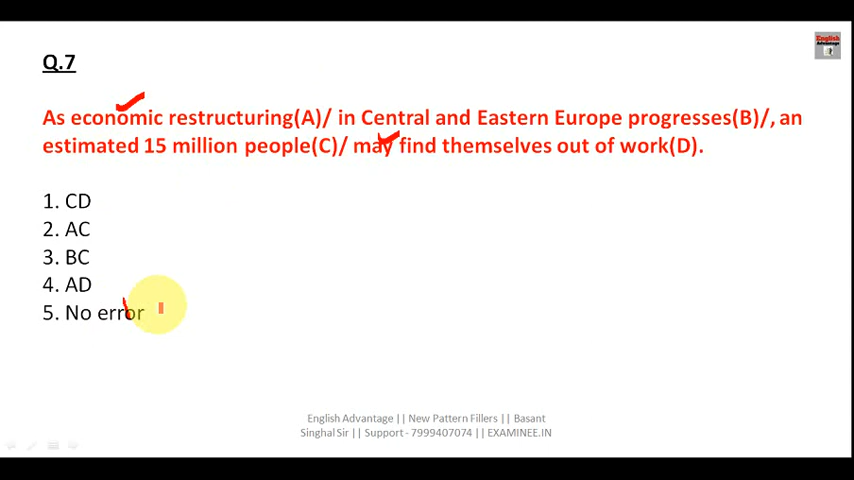 English
Advantage
Q.7
As economic restructuring(A)/ in Central and Eastern Europe progresses(B)/, an
estimated 15 million people(C)/ may find themselves out of work(D).
1. CD
2. AC
3. BC
4. AD
5. No error
English Advantage || New Pattern Fillers || Basant
Singhal Sir || Support - 7999407074 || EXAMINEE.IN